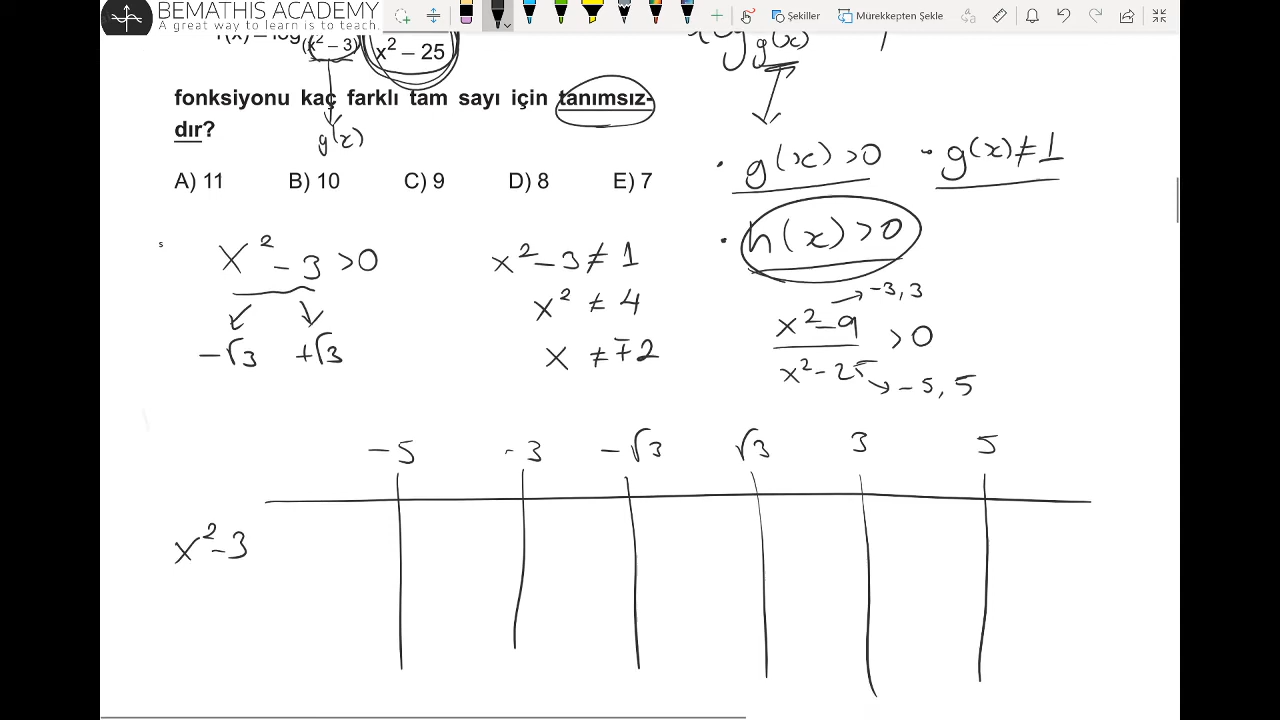 BEMATHIS ACADEMY
A great way to learn is to teach.
Şekiller
Mürekkepten Şekle
(x² – 3)
x² – 25
fonksiyonu kaç farklı tam sayı için tanımsız-
dır?
g(x)
A) 11 B) 10 C) 9 D) 8 E) 7
g(x)
• g(x) > 0 • g(x) ≠ 1
• h(x) > 0
x² - 3 > 0
-√3 +√3
x² - 3 ≠ 1
x² ≠ 4
x ≠ ∓2
x² - 9 → -3, 3
> 0
x² - 25 → -5, 5
-5 -3 -√3 √3 3 5
x² - 3